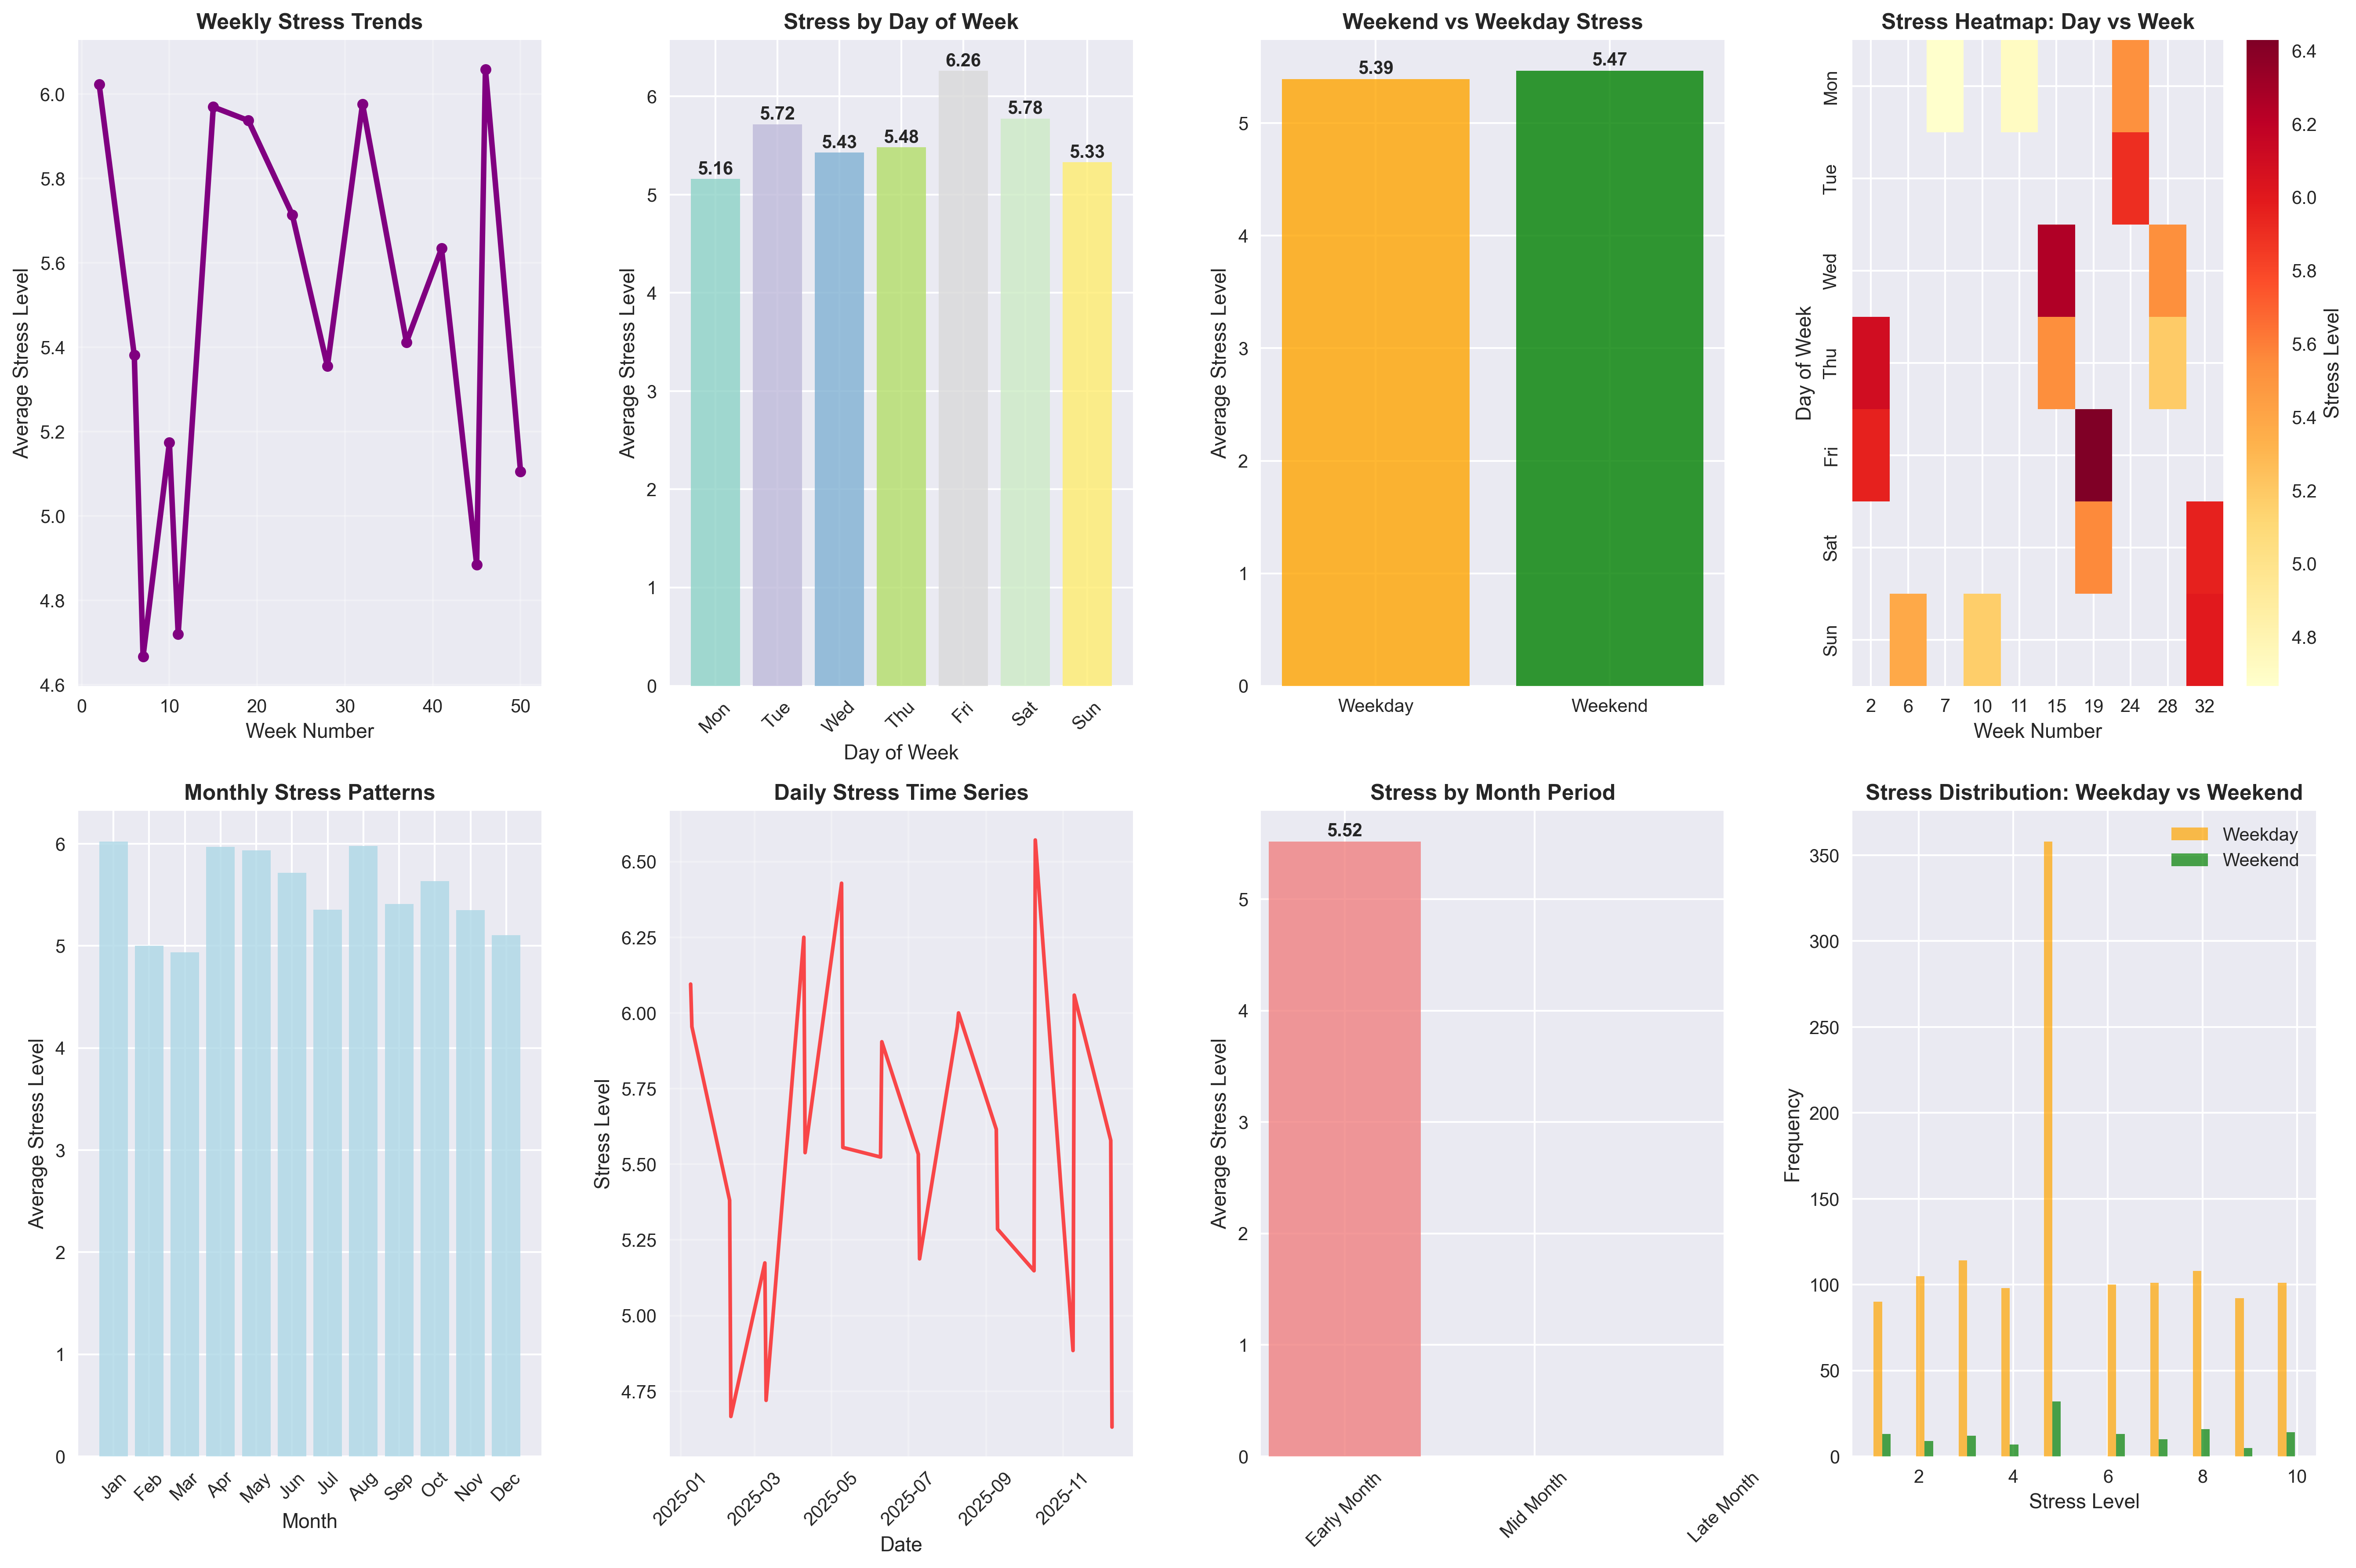 Weekly Stress Trends
Average Stress Level
6.0
5.8
5.6
5.4
5.2
5.0
4.8
4.6
0 10 20 30 40 50
Week Number
Stress by Day of Week
Average Stress Level
6
5
4
3
2
1
0
5.16
5.72
5.43
5.48
6.26
5.78
5.33
Mon Tue Wed Thu Fri Sat Sun
Day of Week
Weekend vs Weekday Stress
Average Stress Level
5
4
3
2
1
0
5.39
5.47
Weekday Weekend
Stress Heatmap: Day vs Week
Day of Week
Mon
Tue
Wed
Thu
Fri
Sat
Sun
2 6 7 10 11 15 19 24 28 32
Week Number
6.4
6.2
6.0
5.8
5.6
5.4
5.2
5.0
4.8
Stress Level
Monthly Stress Patterns
Average Stress Level
6
5
4
3
2
1
0
Jan Feb Mar Apr May Jun Jul Aug Sep Oct Nov Dec
Month
Daily Stress Time Series
Stress Level
6.50
6.25
6.00
5.75
5.50
5.25
5.00
4.75
2025-01 2025-03 2025-05 2025-07 2025-09 2025-11
Date
Stress by Month Period
Average Stress Level
5
4
3
2
1
0
5.52
Early Month Mid Month Late Month
Stress Distribution: Weekday vs Weekend
Weekday
Weekend
Frequency
350
300
250
200
150
100
50
0
2 4 6 8 10
Stress Level